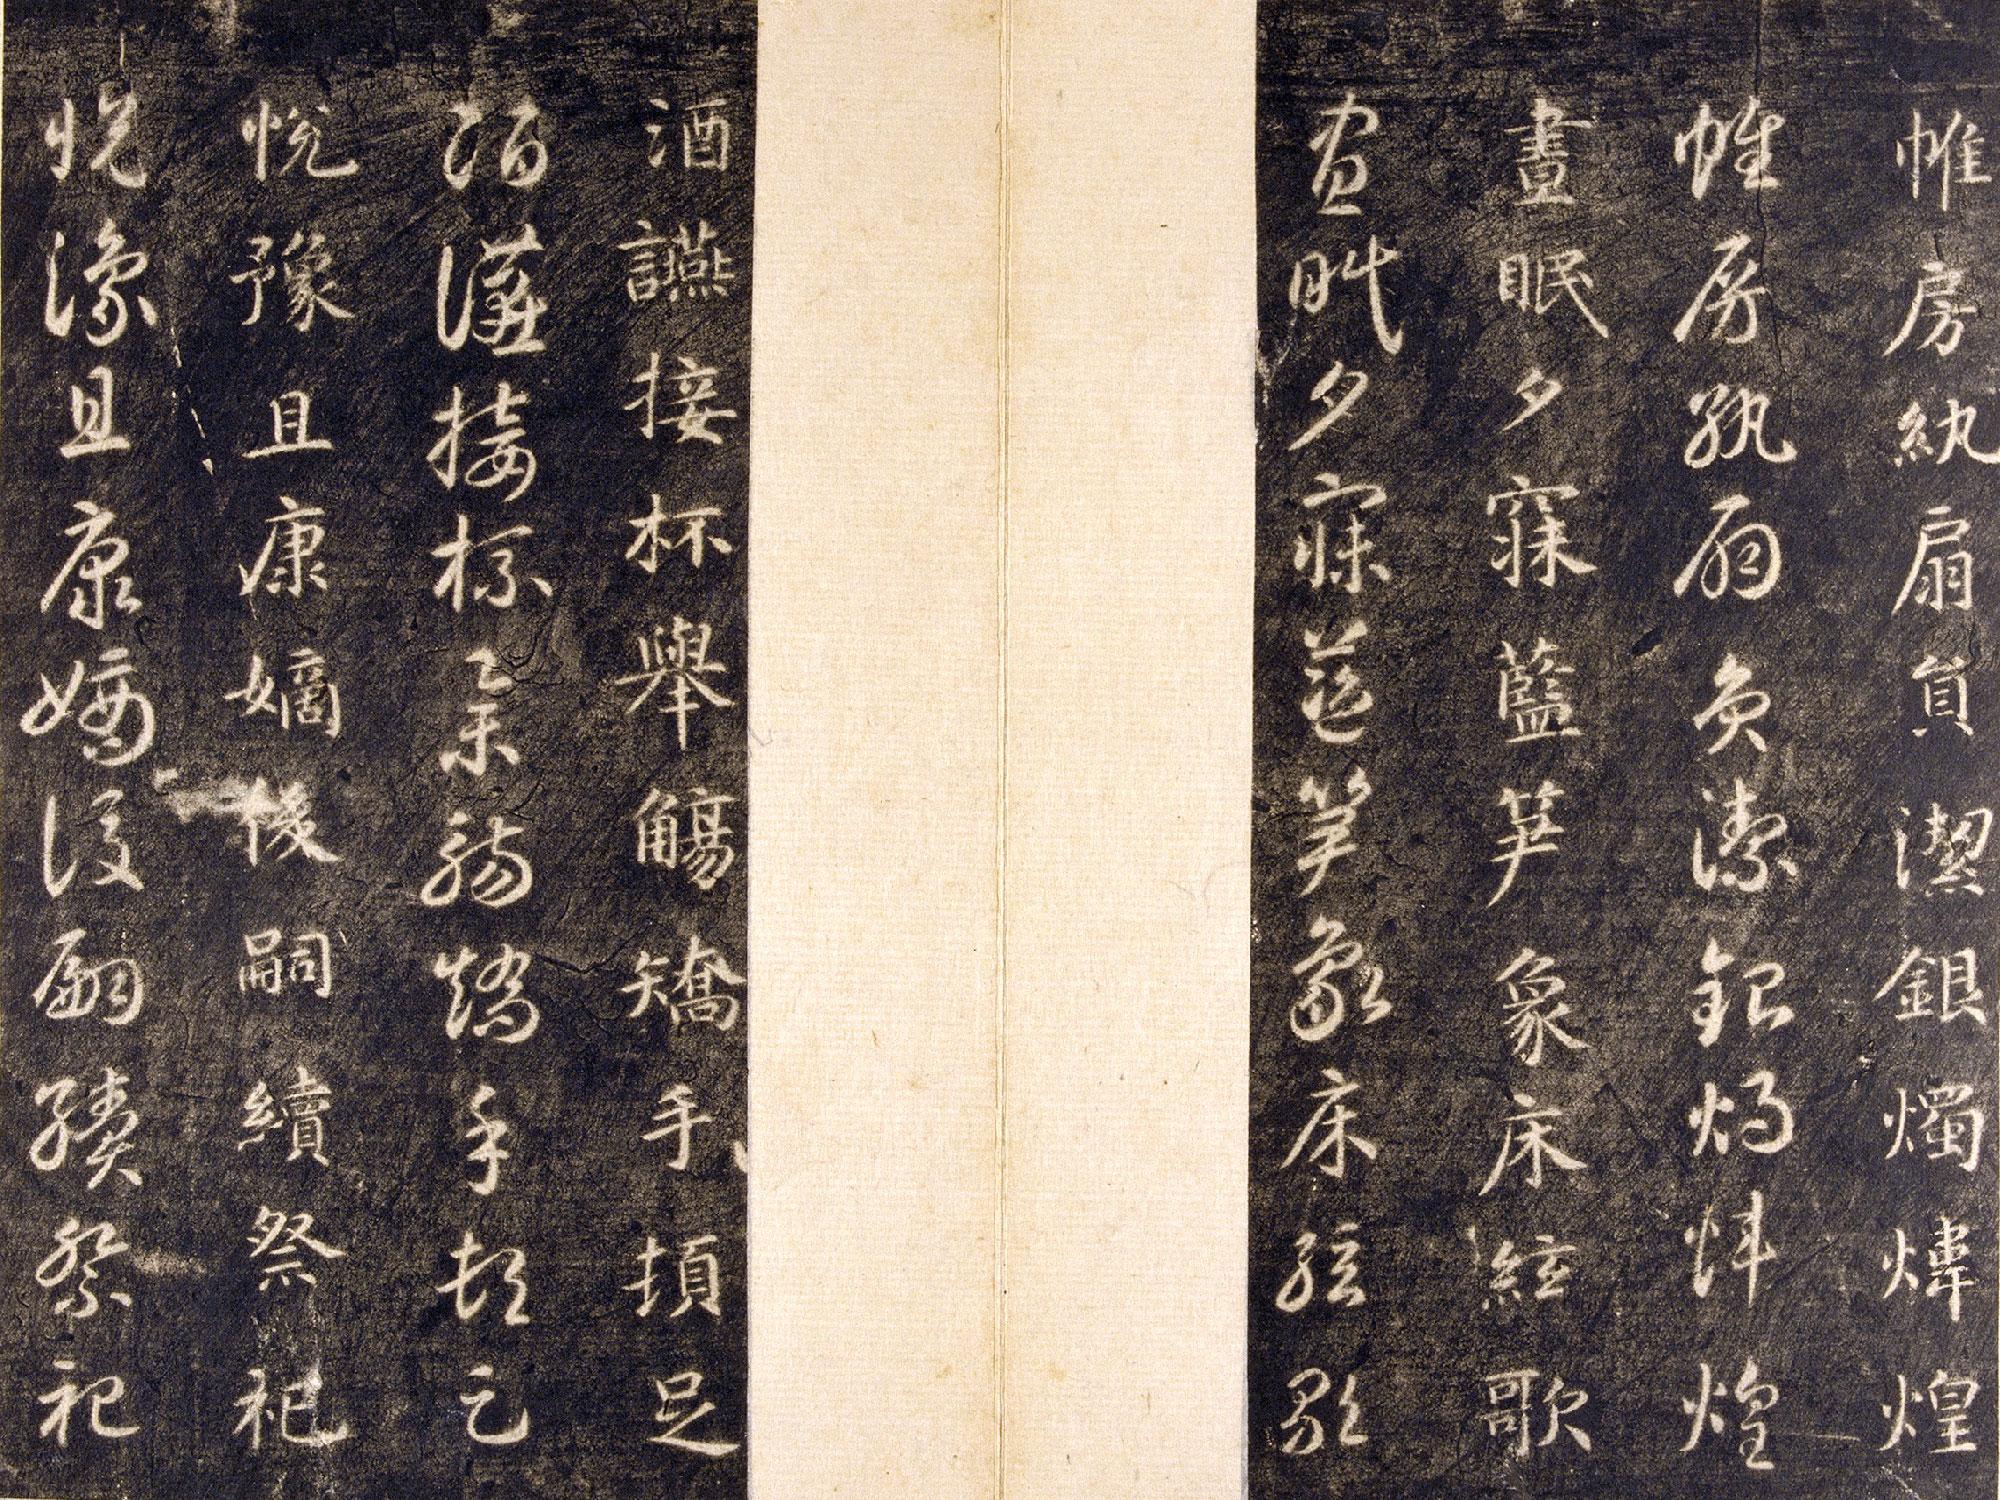 帷房紈扇員潔銀燭煒煌
帷房紈扇員潔銀燭煒煌
晝眠夕寐藍笋象床絃歌
晝眠夕寐藍笋象床絃歌
酒讌接杯舉觴矯手頓足
酒讌接杯舉觴矯手頓足
悅豫且康嫡後嗣續祭祀
悅豫且康嫡後嗣續祭祀